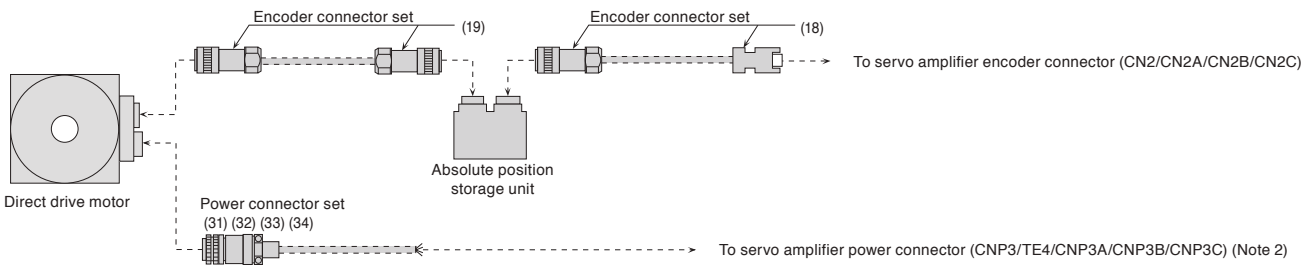 Encoder connector set
(19)
Encoder connector set
(18)
To servo amplifier encoder connector (CN2/CN2A/CN2B/CN2C)
Absolute position
storage unit
Direct drive motor
Power connector set
(31) (32) (33) (34)
To servo amplifier power connector (CNP3/TE4/CNP3A/CNP3B/CNP3C) (Note 2)